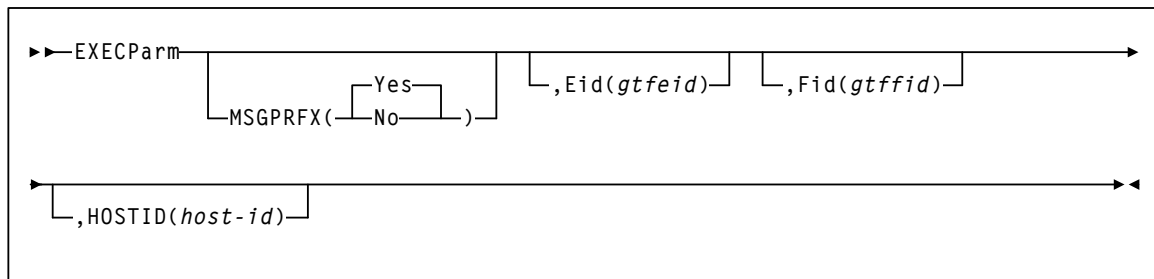 EXECParm
MSGPRFX( Yes )
No
,Eid(gtfeid)
,Fid(gtffid)
,HOSTID(host-id)